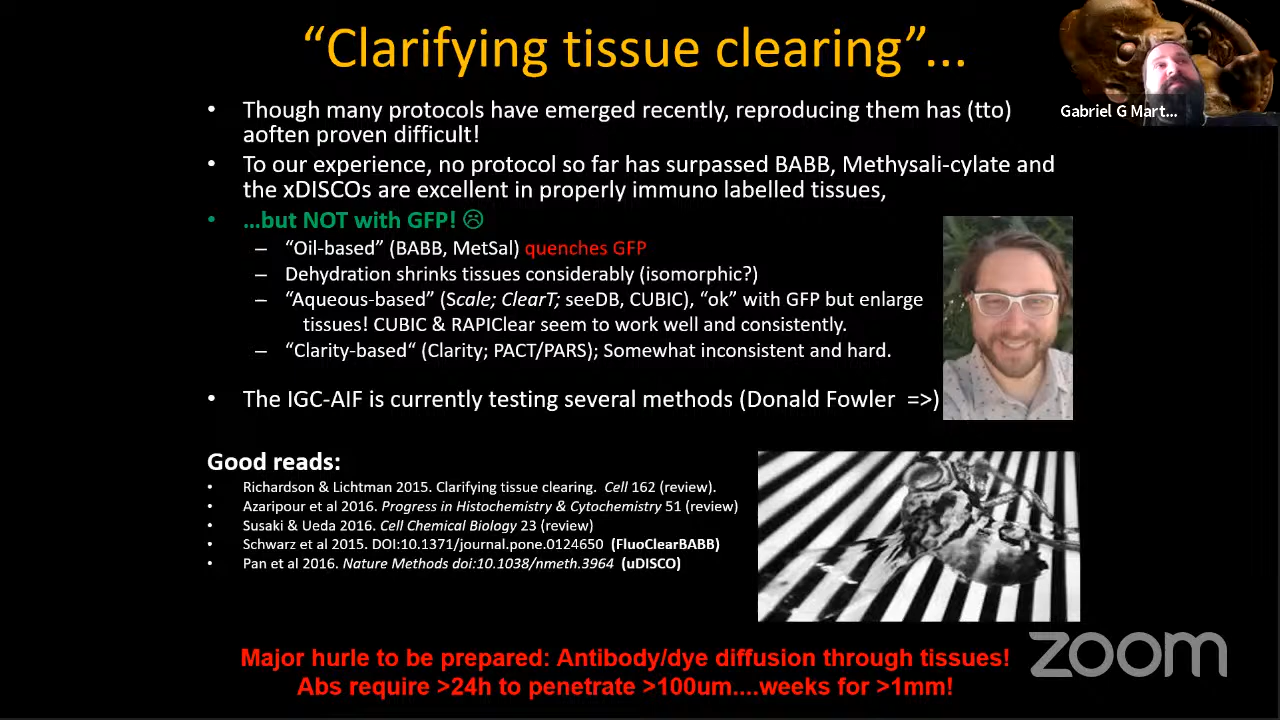 “Clarifying tissue clearing”...
Gabriel G Mart...
• Though many protocols have emerged recently, reproducing them has (tto)
aoften proven difficult!
• To our experience, no protocol so far has surpassed BABB, Methysali-cylate and
the xDISCOs are excellent in properly immuno labelled tissues,
• ...but NOT with GFP! ☹
– “Oil-based” (BABB, MetSal) quenches GFP
– Dehydration shrinks tissues considerably (isomorphic?)
– “Aqueous-based” (Scale; ClearT; seeDB, CUBIC), “ok” with GFP but enlarge
tissues! CUBIC & RAPIClear seem to work well and consistently.
– “Clarity-based“ (Clarity; PACT/PARS); Somewhat inconsistent and hard.
• The IGC-AIF is currently testing several methods (Donald Fowler =>)
Good reads:
• Richardson & Lichtman 2015. Clarifying tissue clearing. Cell 162 (review).
• Azaripour et al 2016. Progress in Histochemistry & Cytochemistry 51 (review)
• Susaki & Ueda 2016. Cell Chemical Biology 23 (review)
• Schwarz et al 2015. DOI:10.1371/journal.pone.0124650 (FluoClearBABB)
• Pan et al 2016. Nature Methods doi:10.1038/nmeth.3964 (uDISCO)
Major hurle to be prepared: Antibody/dye diffusion through tissues!
Abs require >24h to penetrate >100um....weeks for >1mm!
zoom